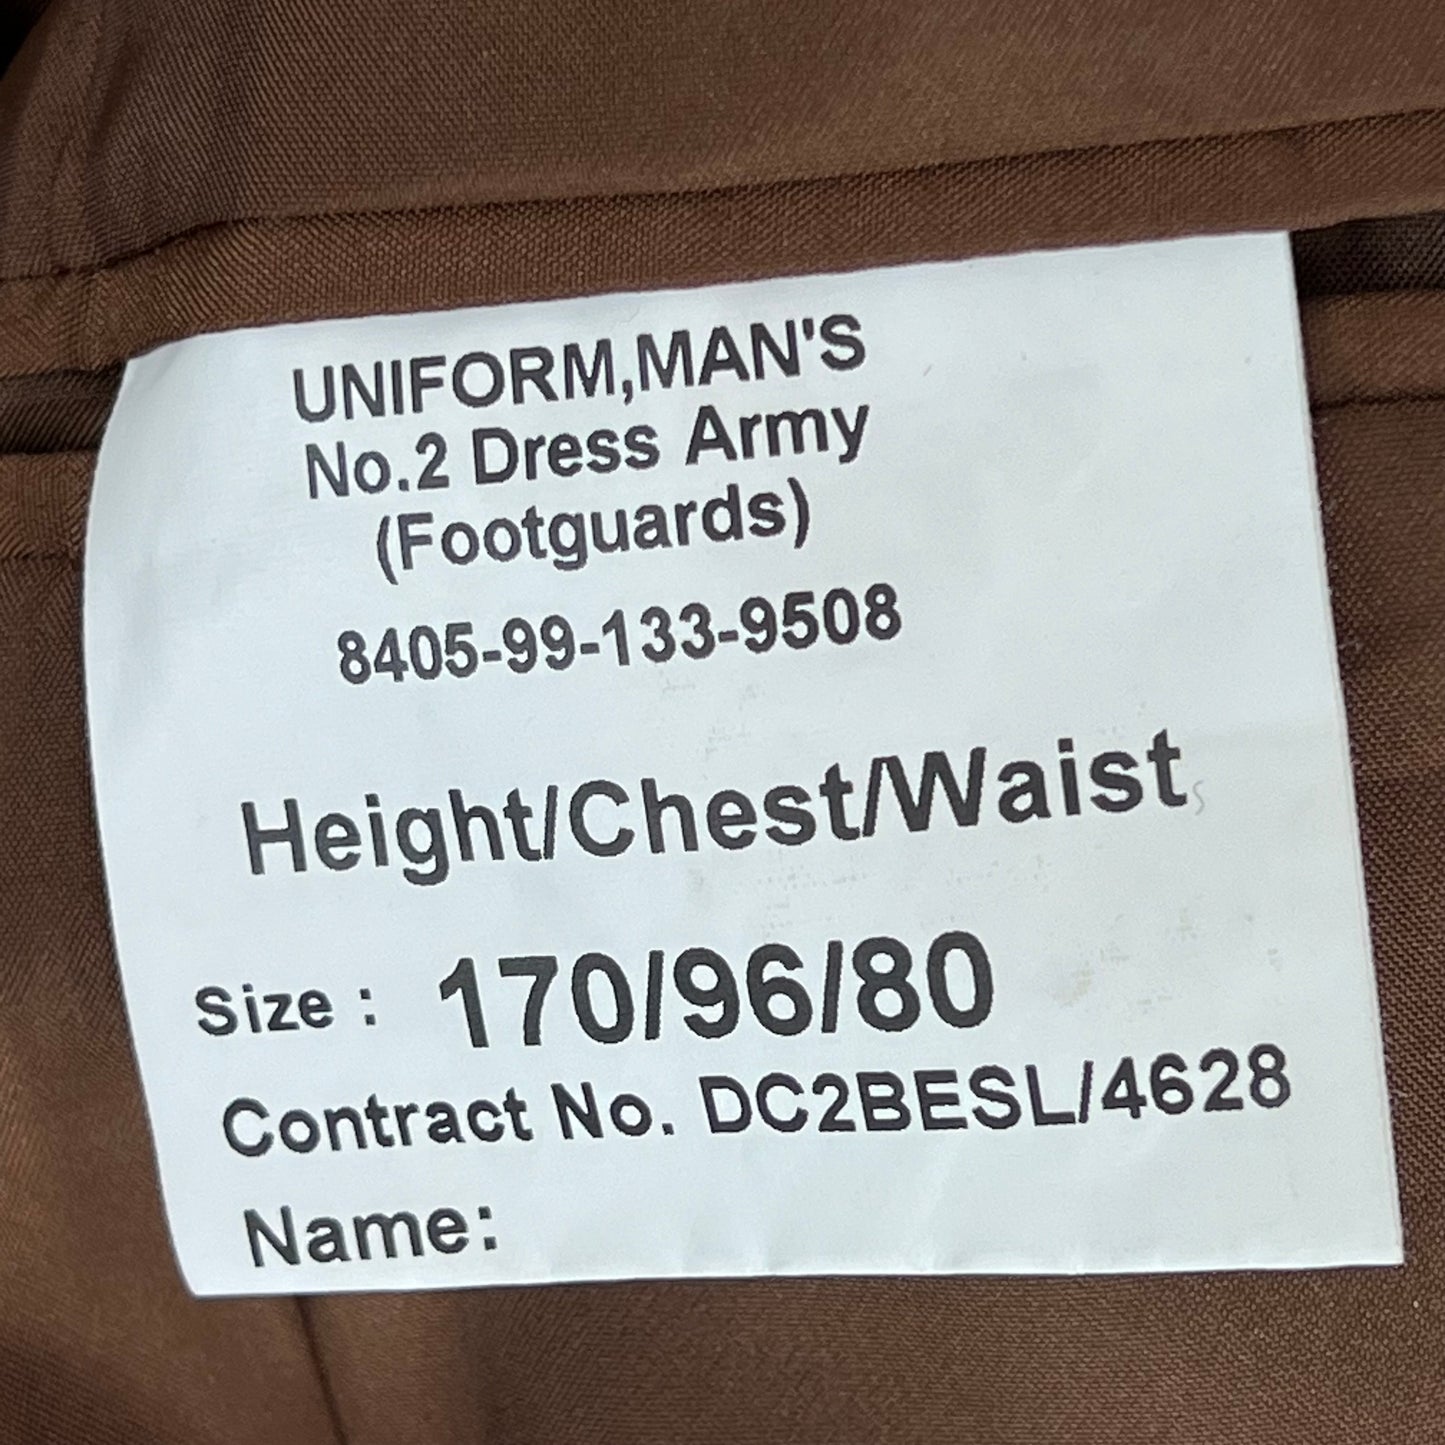 UNIFORM,MAN'S
No.2 Dress Army
(Footguards)
8405-99-133-9508
Height/Chest/Waist
Size : 170/96/80
Contract No. DC2BESL/4628
Name: